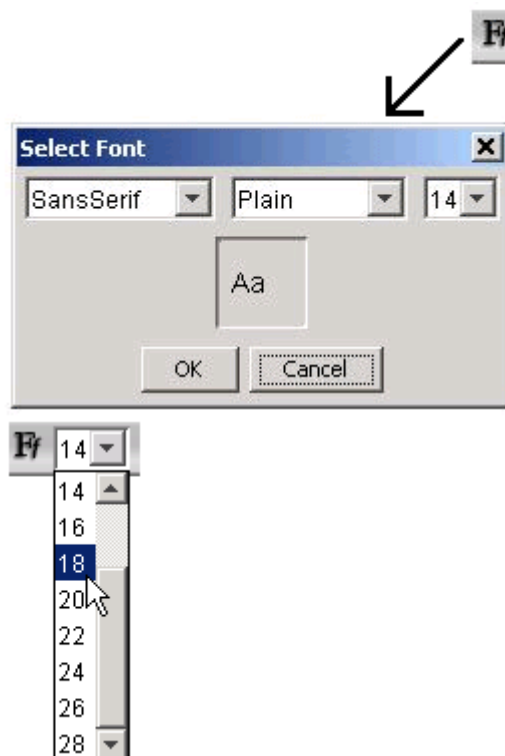 Ff
Select Font
SansSerif Plain 14
Aa
OK Cancel
Ff 14
14
16
18
20
22
24
26
28